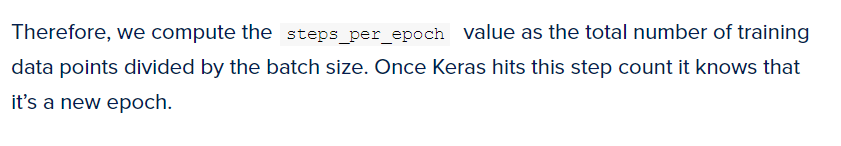 Therefore, we compute the steps_per_epoch value as the total number of training
data points divided by the batch size. Once Keras hits this step count it knows that
it’s a new epoch.